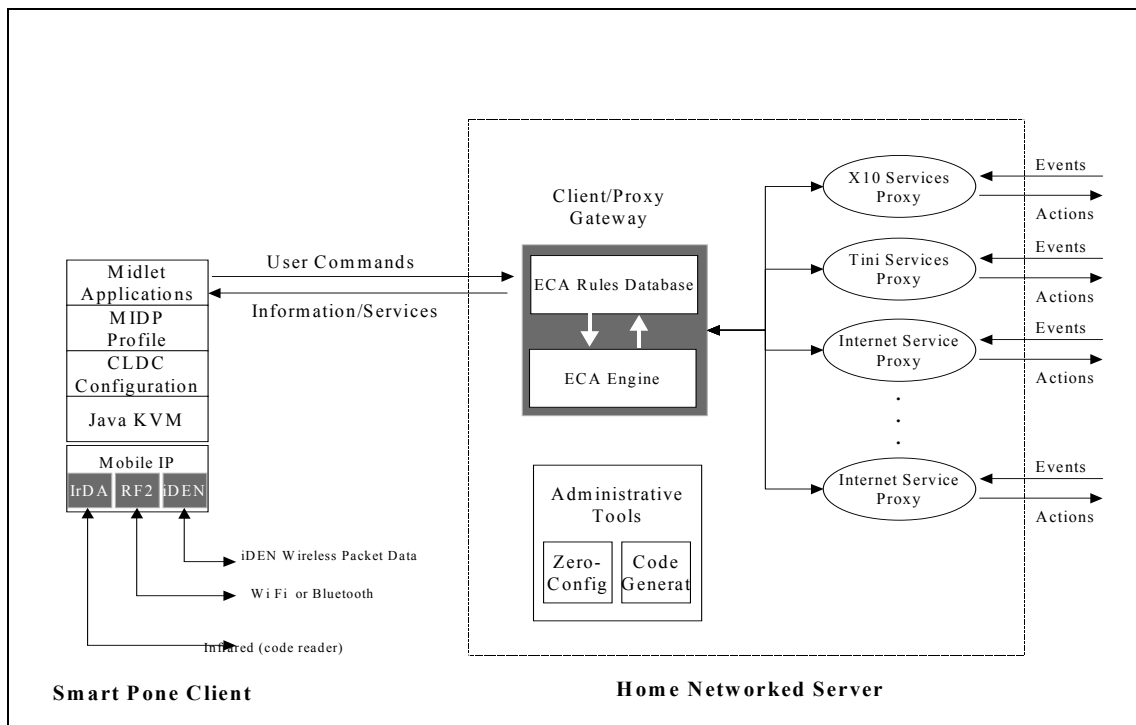 Midlet
Applications
MIDP
Profile
CLDC
Configuration
Java KVM
Mobile IP
IrDA
RF2
iDEN
iDEN Wireless Packet Data
Wi Fi or Bluetooth
Infrared (code reader)
Smart Pone Client
User Commands
Information/Services
Client/Proxy
Gateway
ECA Rules Database
ECA Engine
Administrative
Tools
Zero-
Config
Code
Generat
X10 Services
Proxy
Events
Actions
Tini Services
Proxy
Events
Actions
Internet Service
Proxy
Events
Actions
Internet Service
Proxy
Events
Actions
Home Networked Server